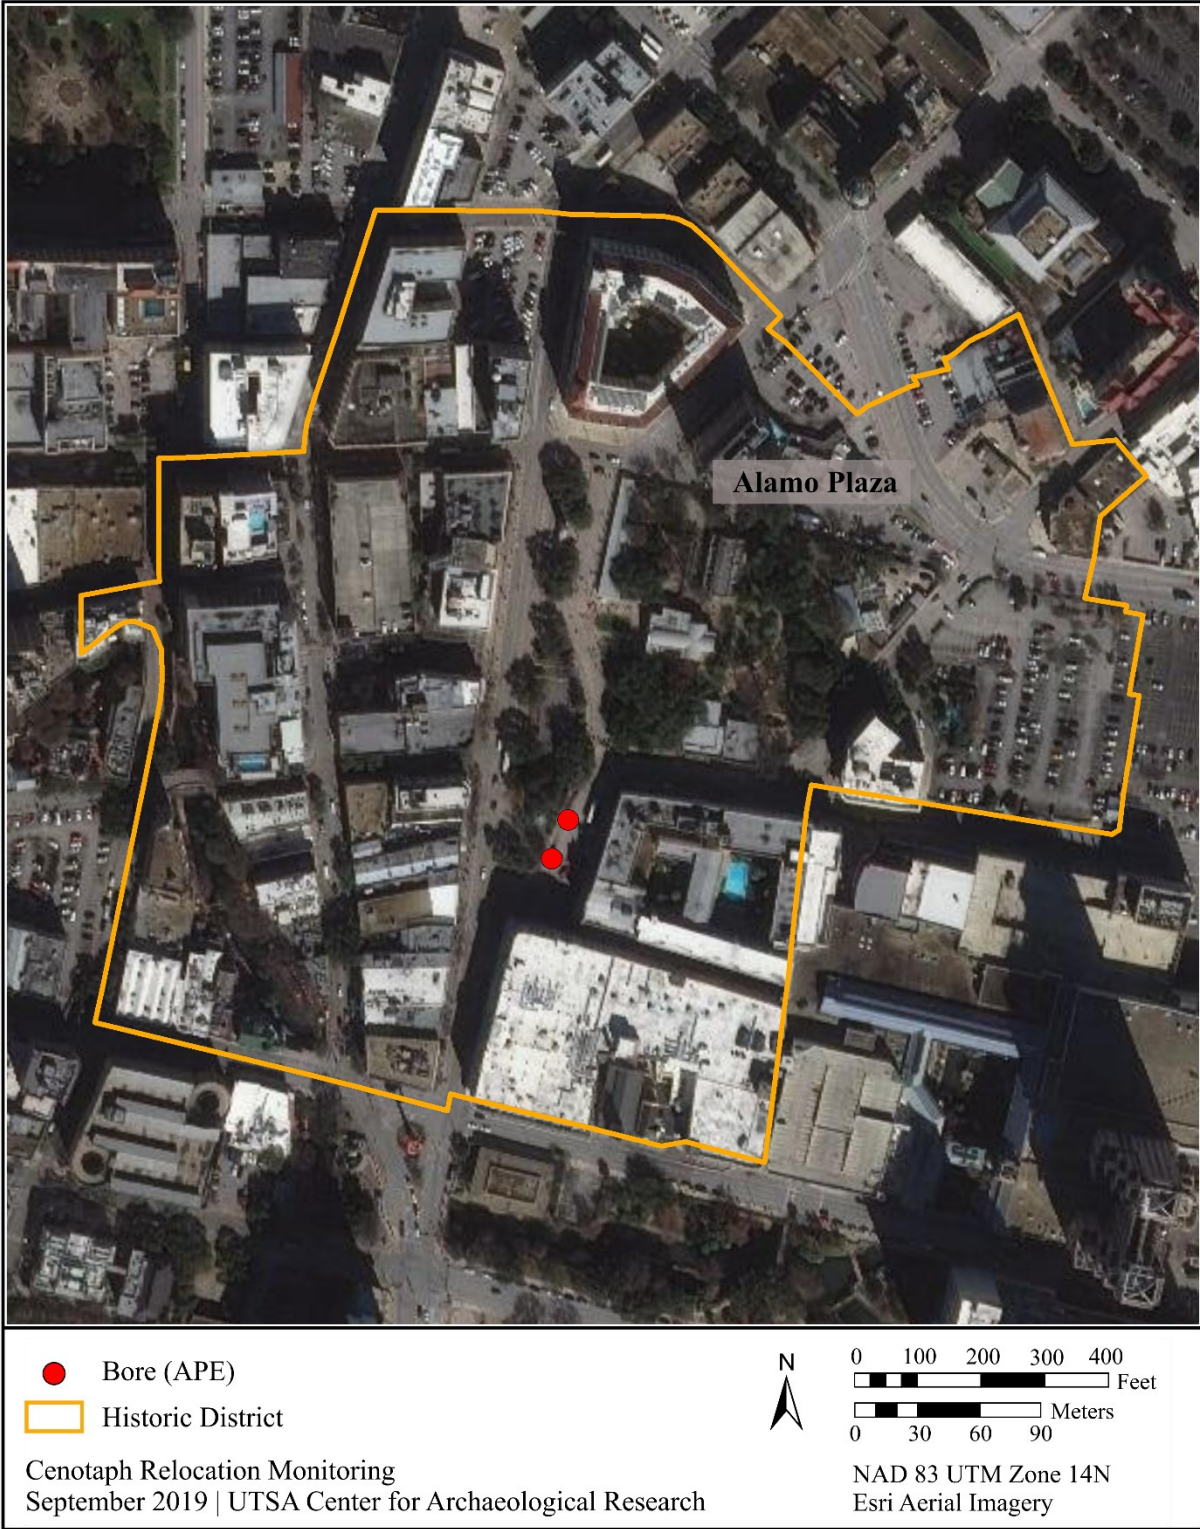 Alamo Plaza
Bore (APE)
Historic District
Cenotaph Relocation Monitoring
September 2019 | UTSA Center for Archaeological Research
N
0 100 200 300 400
Feet
Meters
0 30 60 90
NAD 83 UTM Zone 14N
Esri Aerial Imagery